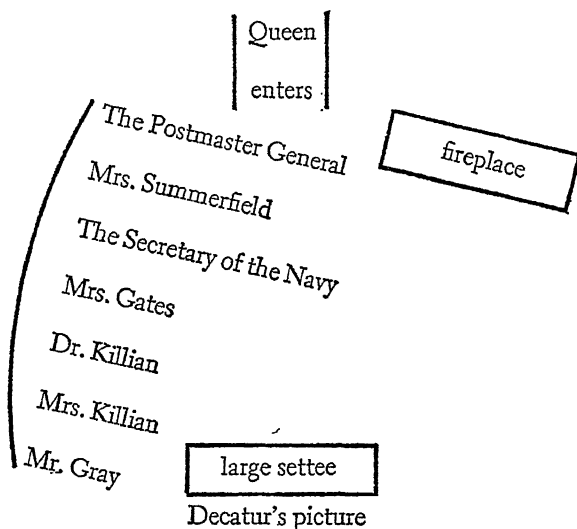 Queen
enters
The Postmaster General
fireplace
Mrs. Summerfield
The Secretary of the Navy
Mrs. Gates
Dr. Killian
Mrs. Killian
Mr. Gray
large settee
Decatur's picture